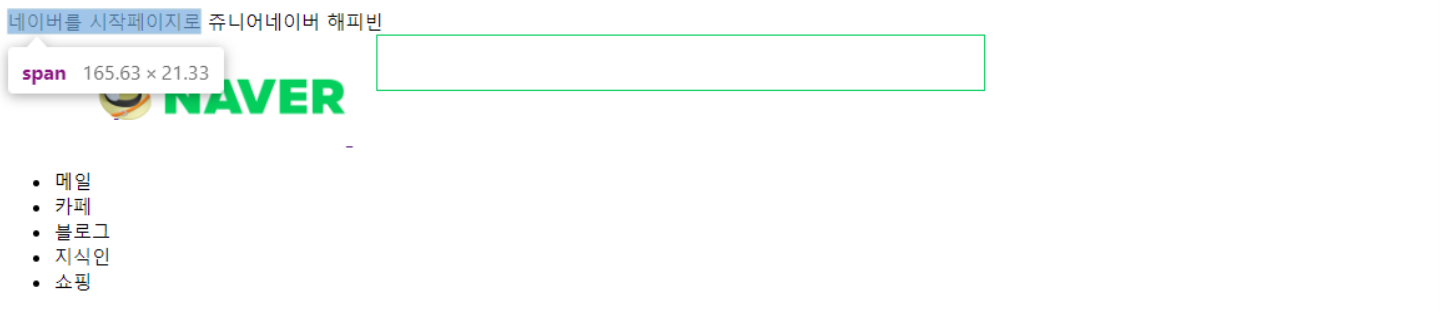 네이버를 시작페이지로 쥬니어네이버 해피빈
span 165.63 × 21.33
NAVER
메일
카페
블로그
지식인
쇼핑